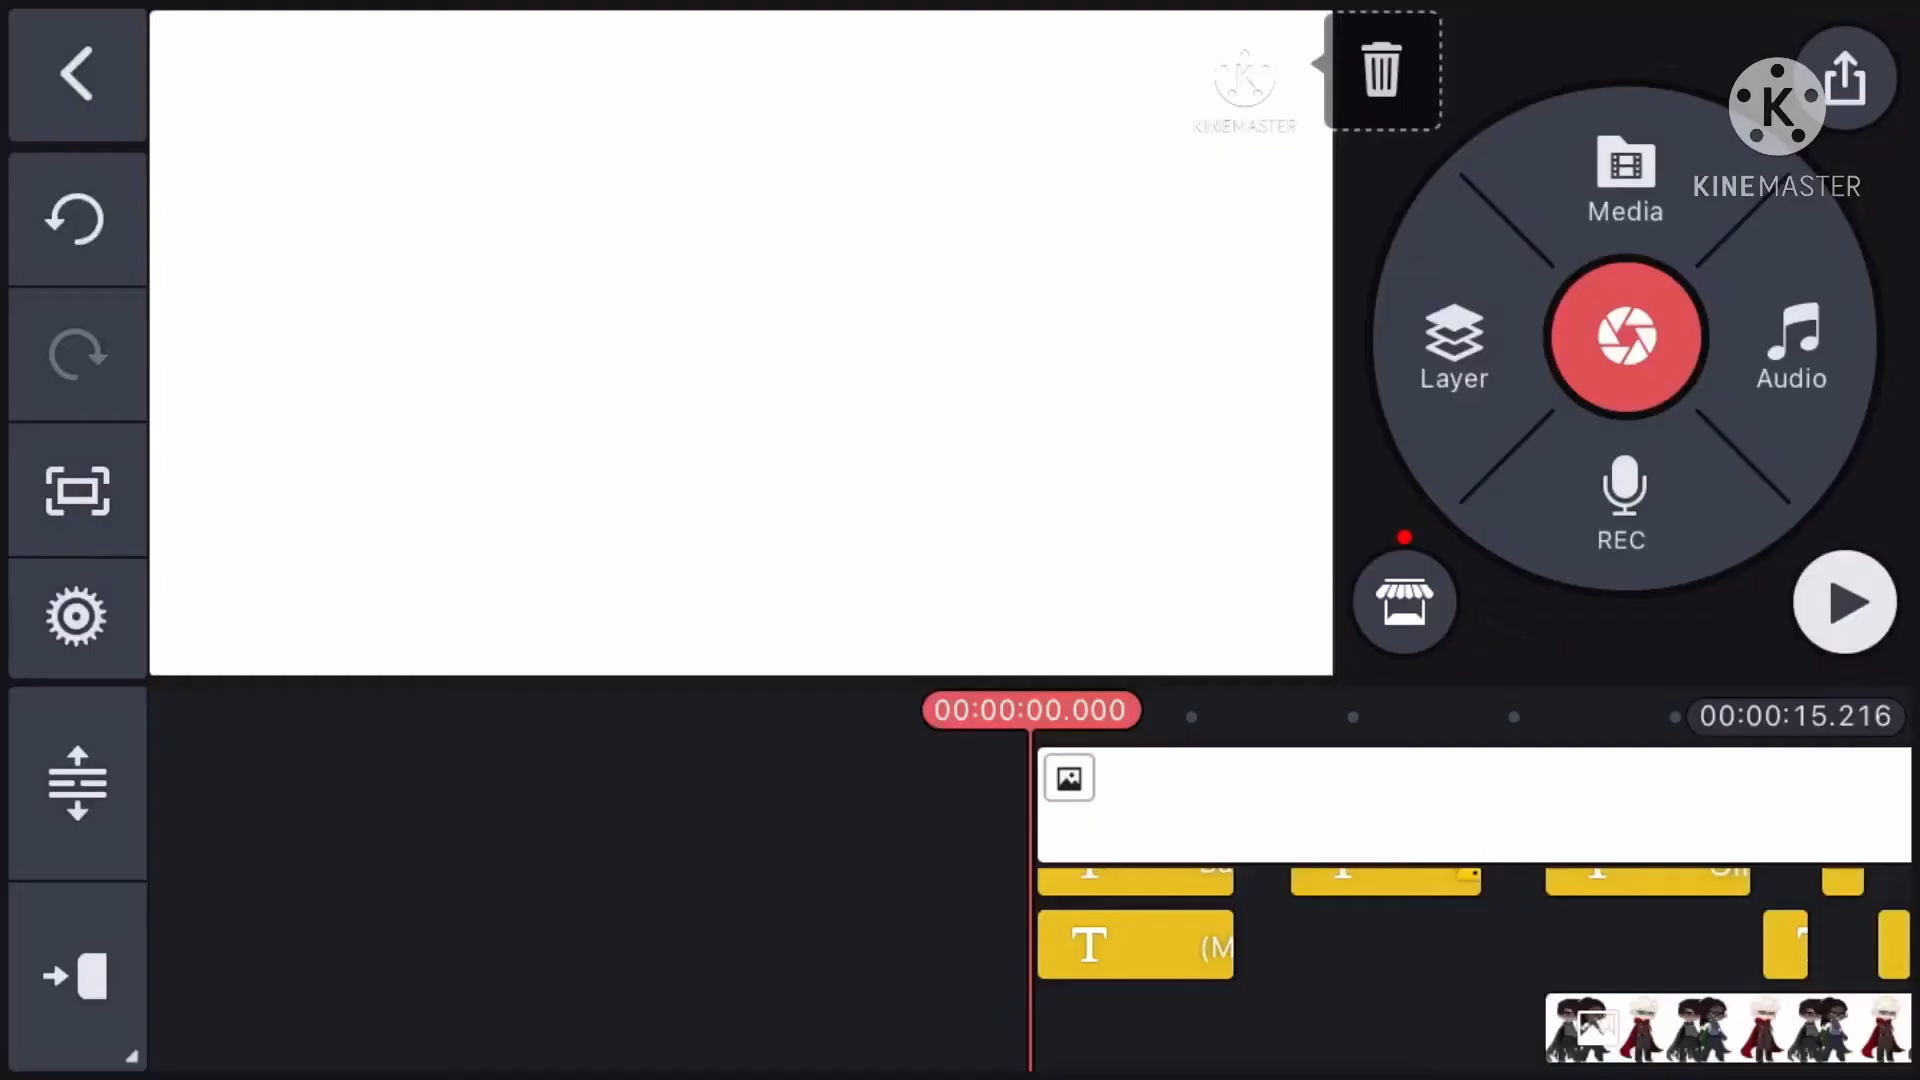 KINEMASTER
KINEMASTER
Media
Layer
Audio
REC
00:00:00.000
00:00:15.216
T
(M